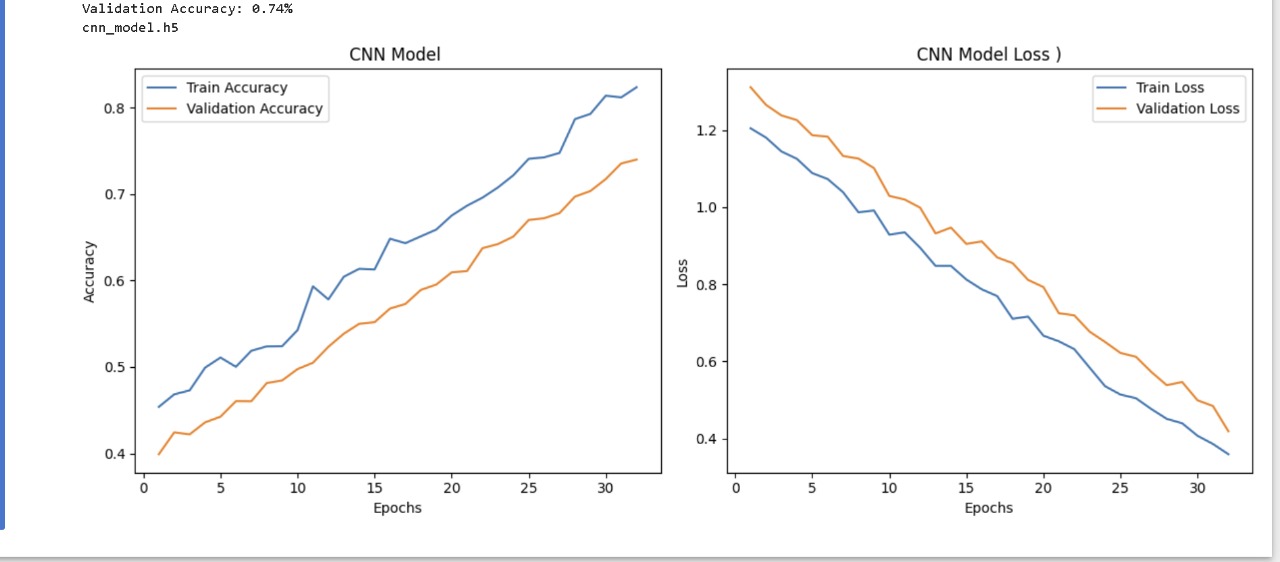 Validation Accuracy: 0.74%
cnn_model.h5
CNN Model
Train Accuracy
Validation Accuracy
0.8
0.7
0.6
0.5
0.4
Accuracy
0 5 10 15 20 25 30
Epochs
CNN Model Loss )
Train Loss
Validation Loss
1.2
1.0
0.8
0.6
0.4
Loss
0 5 10 15 20 25 30
Epochs